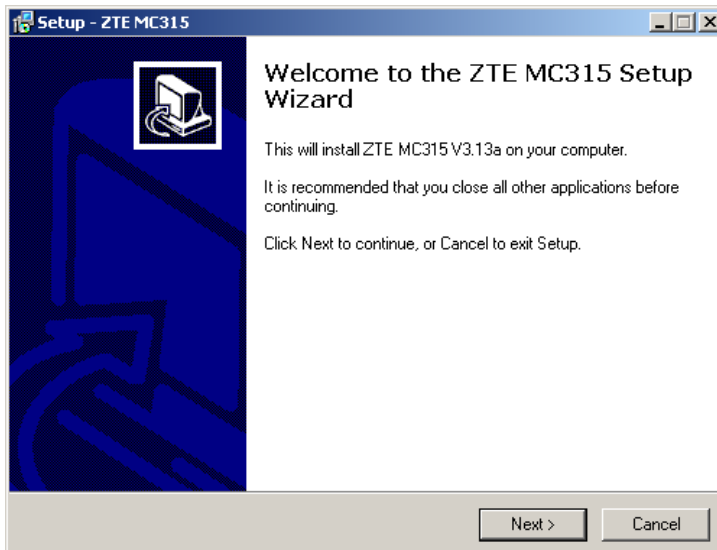 Setup - ZTE MC315
Welcome to the ZTE MC315 Setup
Wizard
This will install ZTE MC315 V3.13a on your computer.
It is recommended that you close all other applications before
continuing.
Click Next to continue, or Cancel to exit Setup.
Next >
Cancel